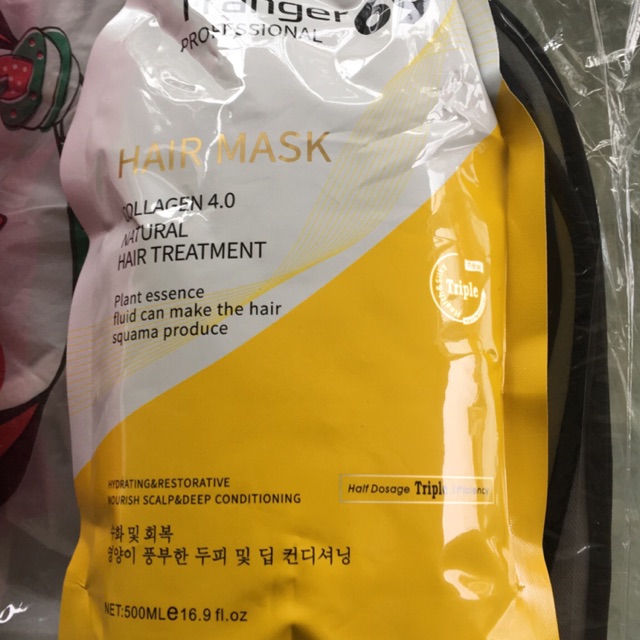 PROFESSIONAL
HAIR MASK
COLLAGEN 4.0
NATURAL
HAIR TREATMENT
Plant essence
fluid can make the hair
squama produce
Triple
HYDRATING&RESTORATIVE
NOURISH SCALP&DEEP CONDITIONING
Half Dosage Triple Efficiency
수화 및 회복
영양이 풍부한 두피 및 딥 컨디셔닝
NET:500MLe16.9 fl.oz